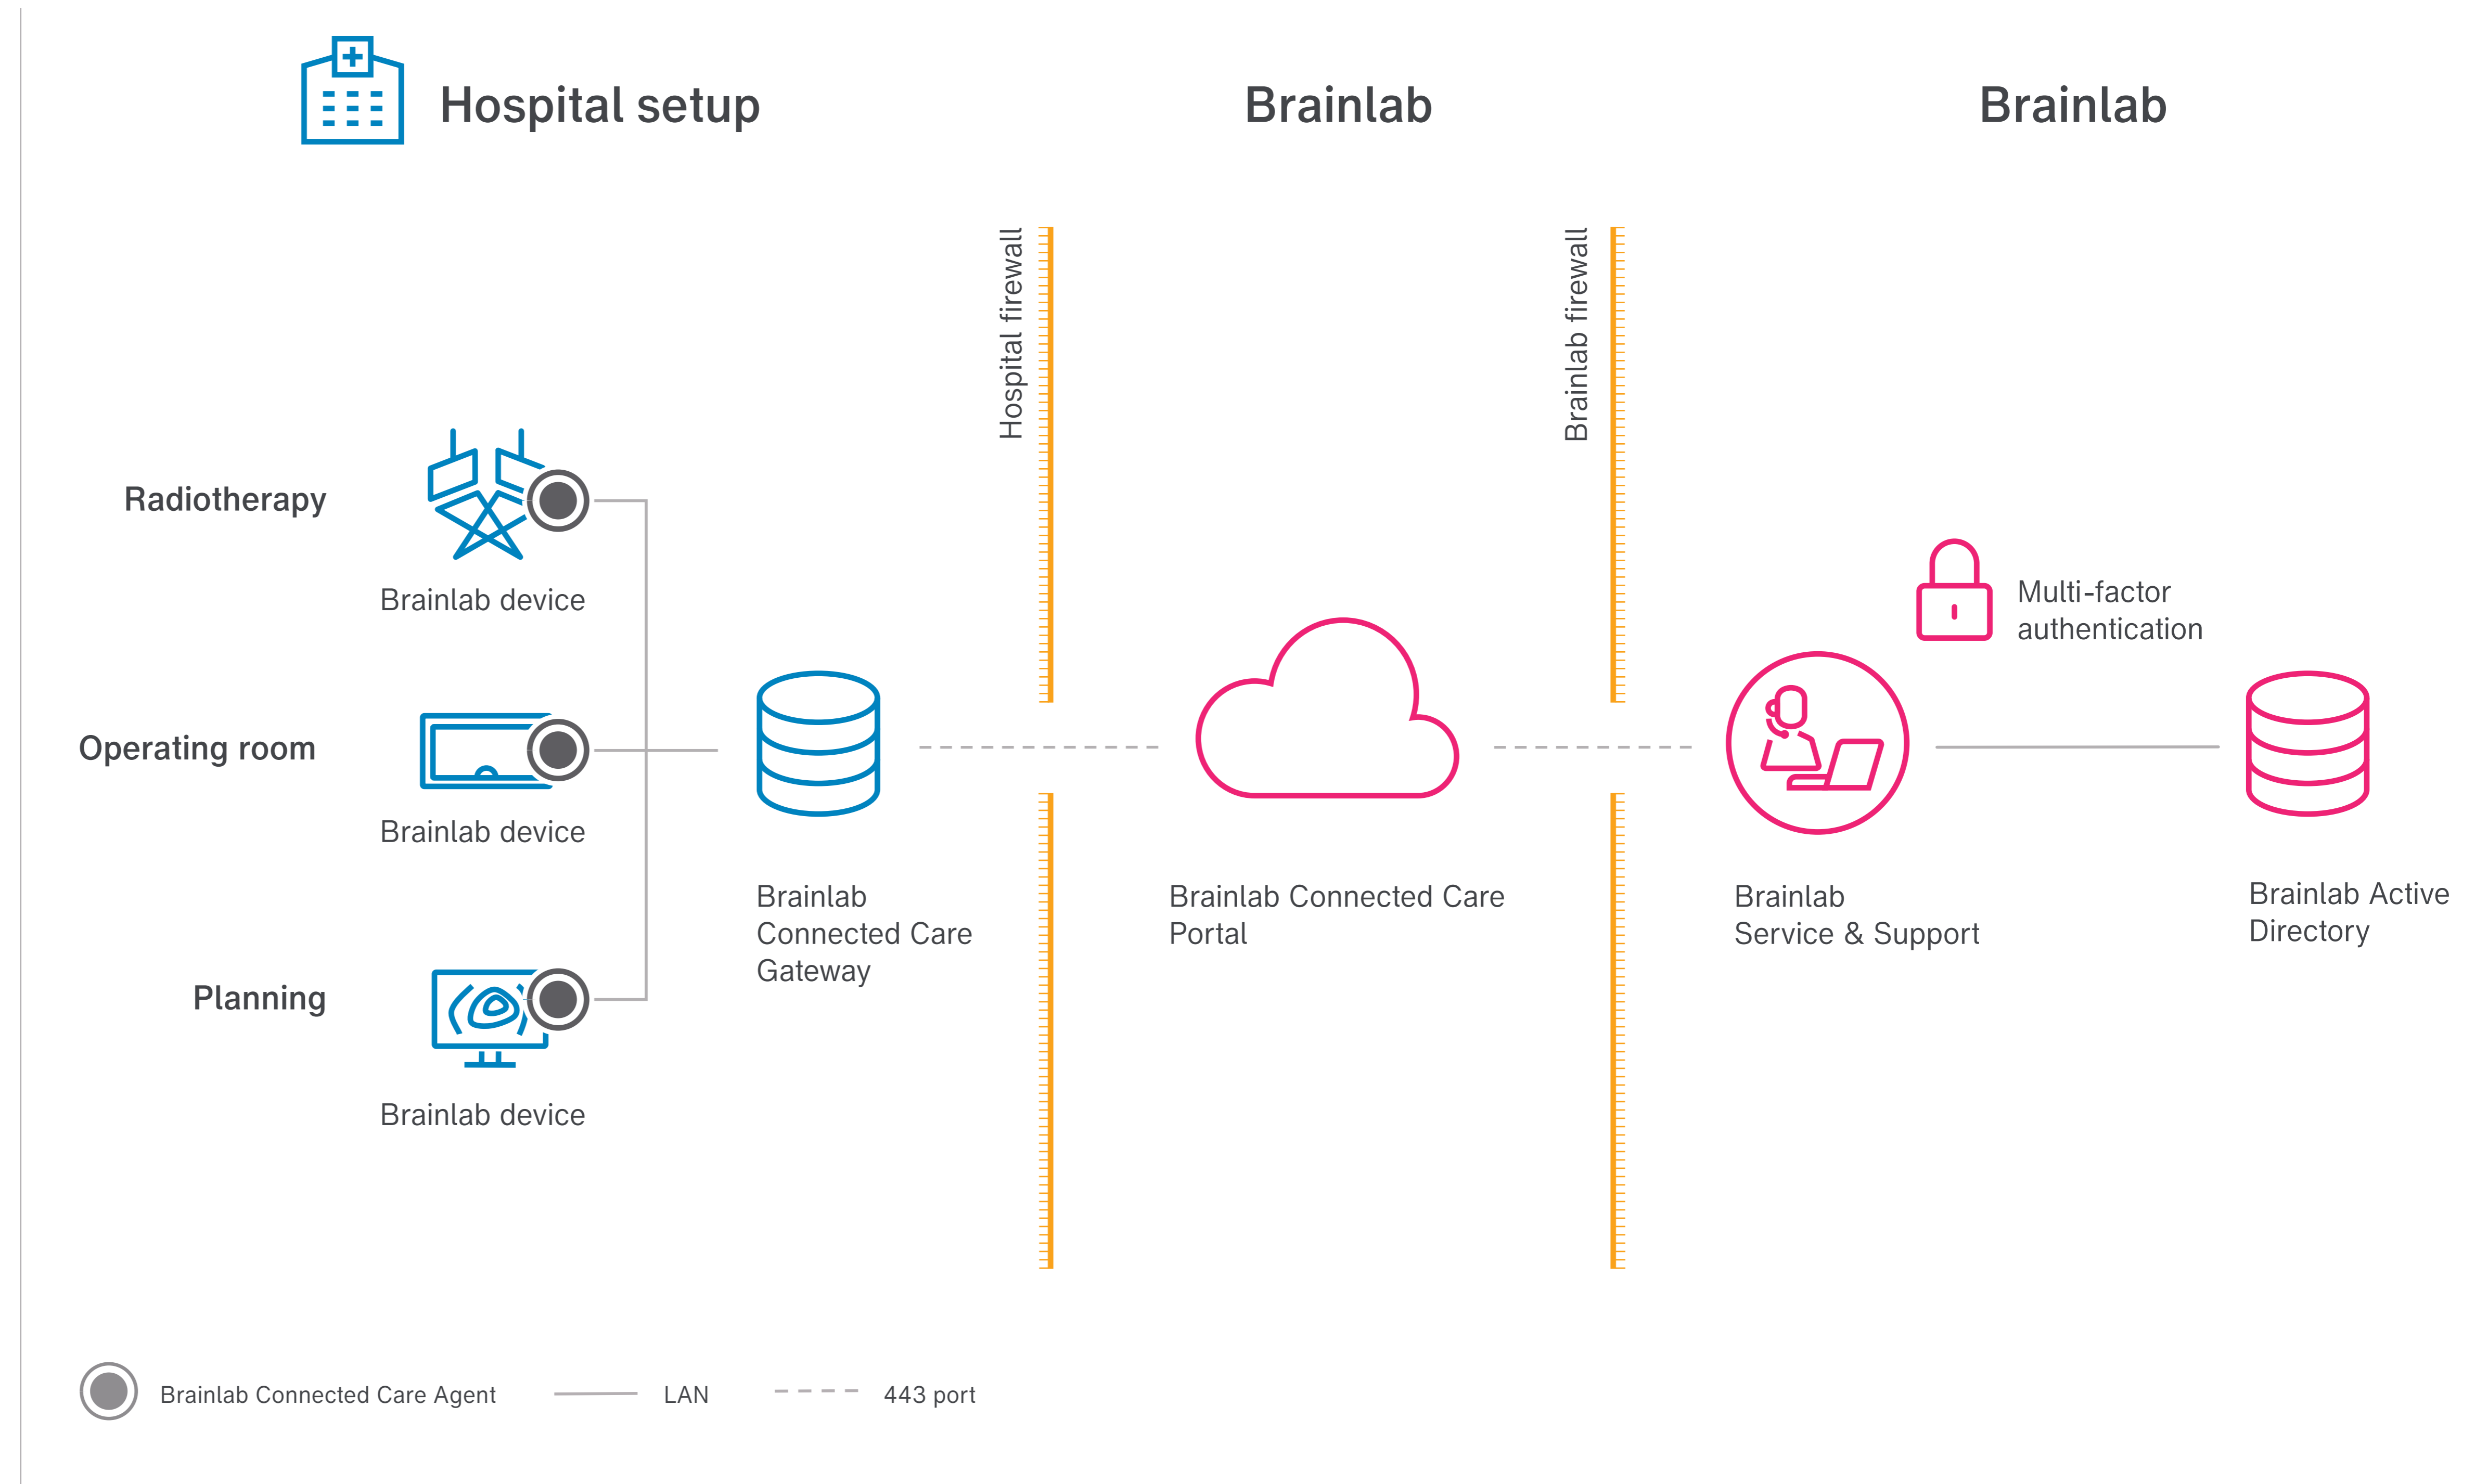 Hospital setup
Brainlab
Brainlab
Hospital firewall
Brainlab firewall
Radiotherapy
Brainlab device
Multi-factor
authentication
Operating room
Brainlab device
Brainlab
Connected Care
Gateway
Brainlab Connected Care
Portal
Brainlab
Service & Support
Brainlab Active
Directory
Planning
Brainlab device
Brainlab Connected Care Agent
LAN
443 port